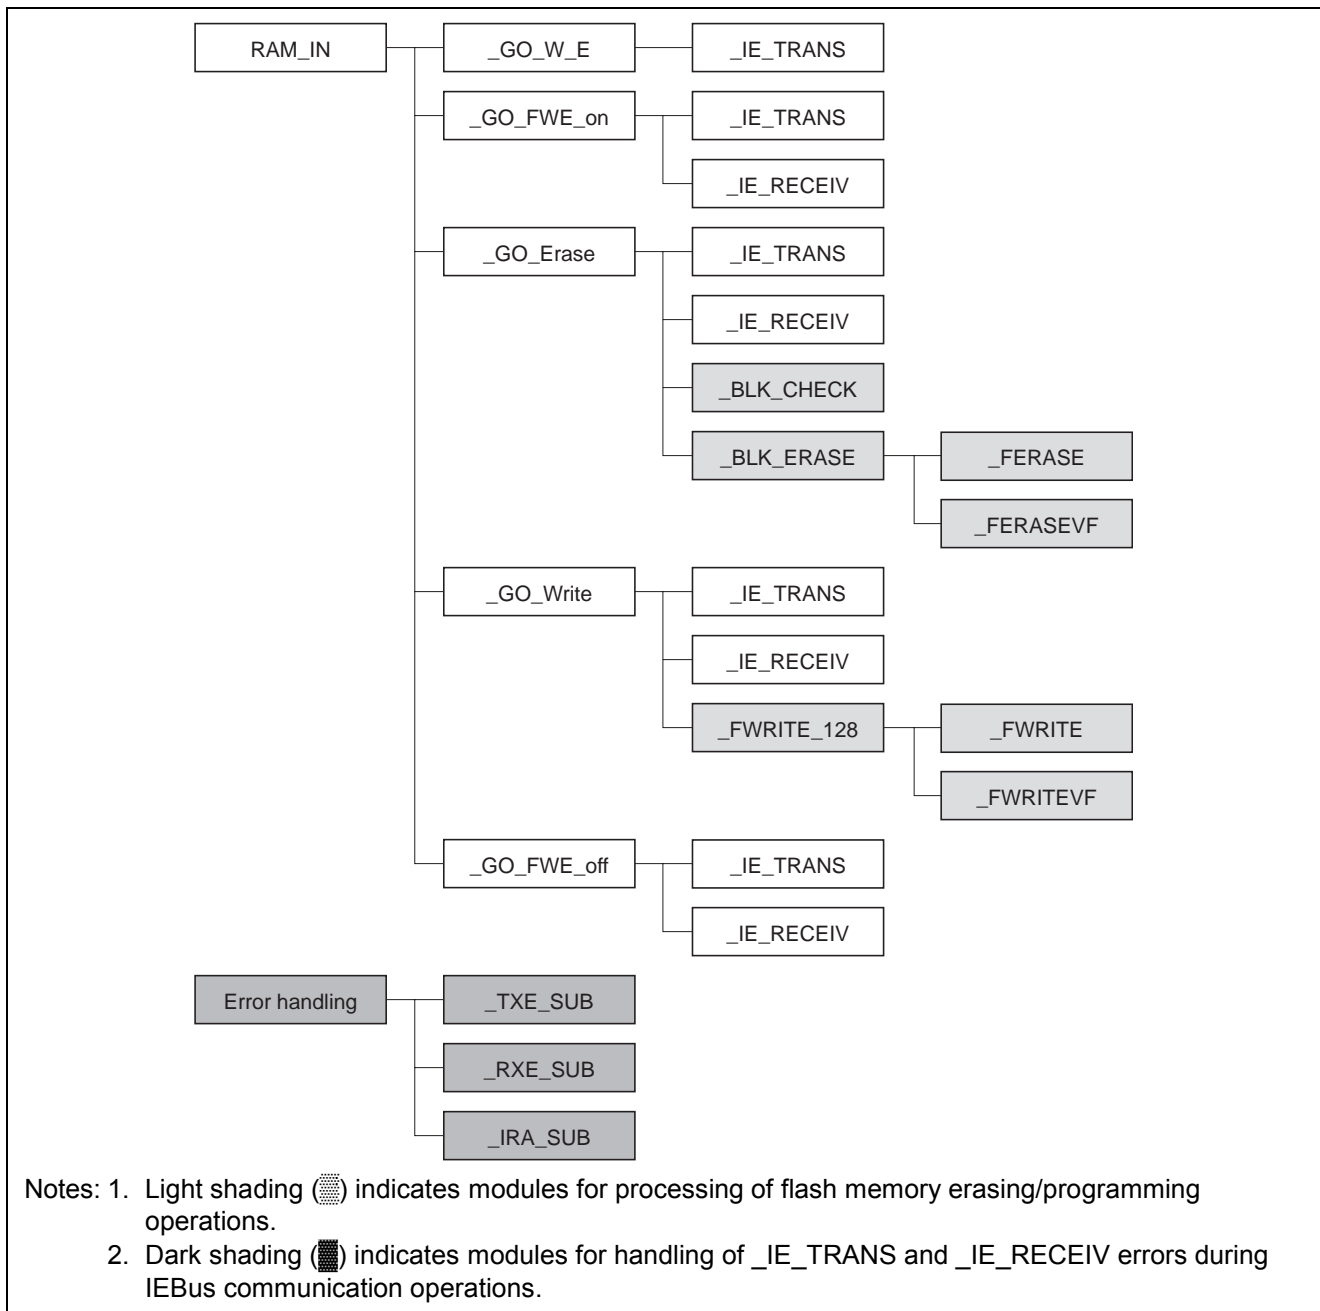 RAM_IN
_GO_W_E
_IE_TRANS
_GO_FWE_on
_IE_TRANS
_IE_RECEIV
_GO_Erase
_IE_TRANS
_IE_RECEIV
_BLK_CHECK
_BLK_ERASE
_FERASE
_FERASEVF
_GO_Write
_IE_TRANS
_IE_RECEIV
_FWRITE_128
_FWRITE
_FWRITEVF
_GO_FWE_off
_IE_TRANS
_IE_RECEIV
Error handling
_TXE_SUB
_RXE_SUB
_IRA_SUB
Notes: 1. Light shading (░) indicates modules for processing of flash memory erasing/programming
operations.
2. Dark shading (▓) indicates modules for handling of _IE_TRANS and _IE_RECEIV errors during
IEBus communication operations.